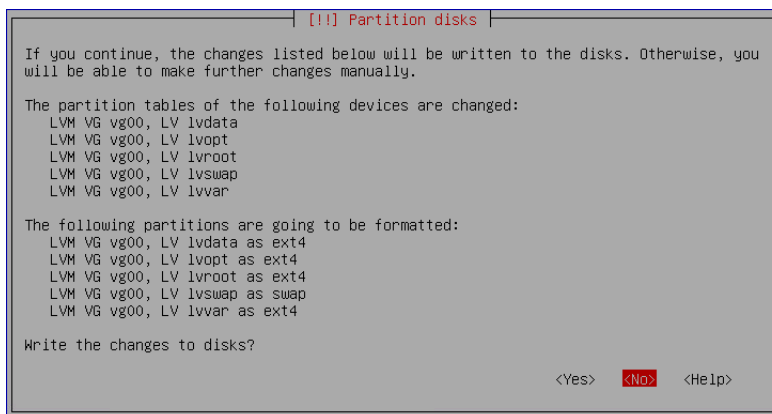 [!!] Partition disks
If you continue, the changes listed below will be written to the disks. Otherwise, you
will be able to make further changes manually.
The partition tables of the following devices are changed:
LVM VG vg00, LV lvdata
LVM VG vg00, LV lvopt
LVM VG vg00, LV lvroot
LVM VG vg00, LV lvswap
LVM VG vg00, LV lvvar
The following partitions are going to be formatted:
LVM VG vg00, LV lvdata as ext4
LVM VG vg00, LV lvopt as ext4
LVM VG vg00, LV lvroot as ext4
LVM VG vg00, LV lvswap as swap
LVM VG vg00, LV lvvar as ext4
Write the changes to disks?
<Yes> <No> <Help>